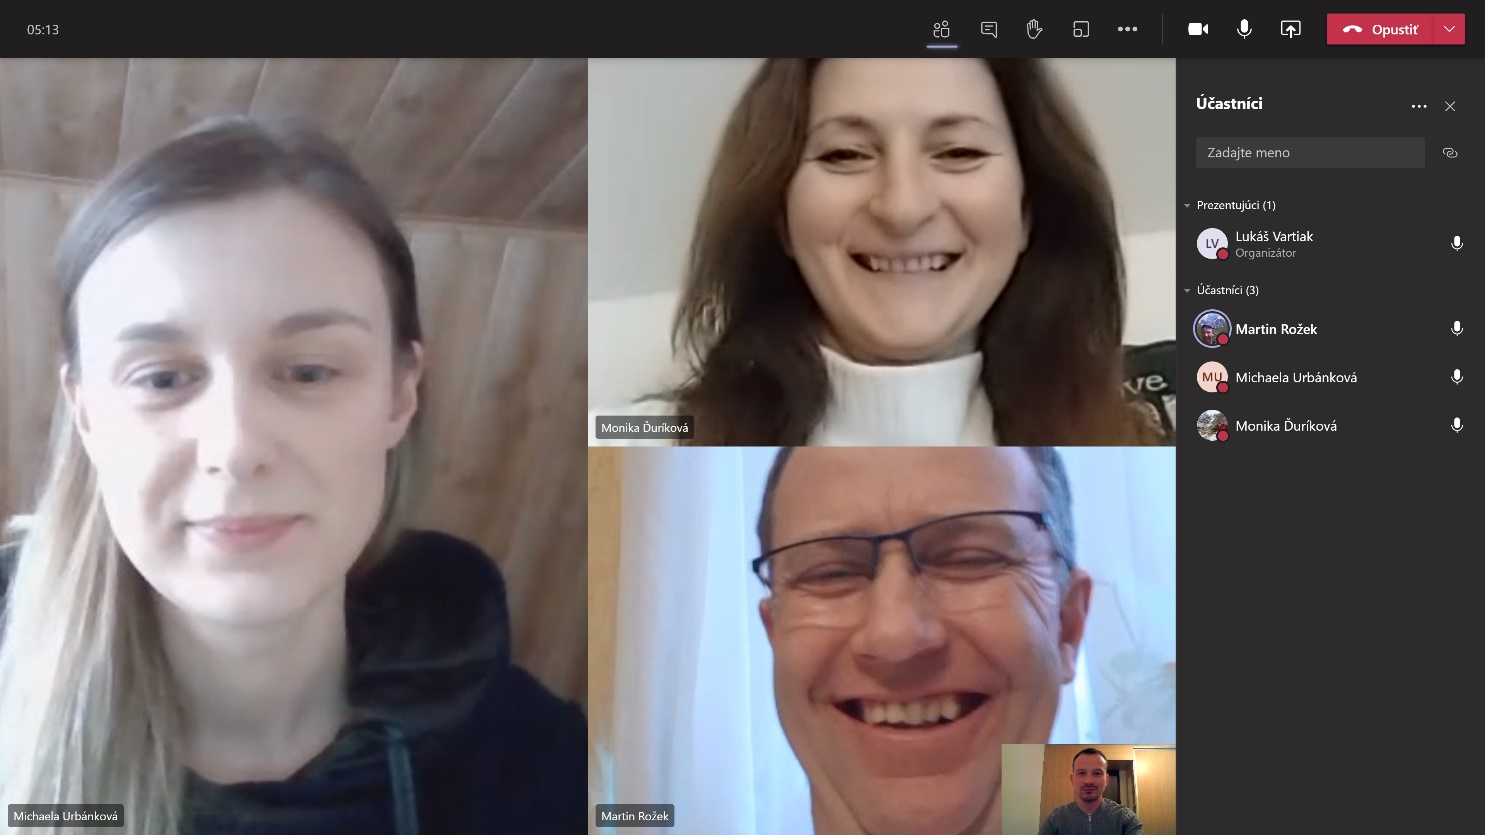 05:13
Opustiť
Účastníci
Zadajte meno
Prezentujúci (1)
LV
Lukáš Vartiak
Organizátor
Účastníci (3)
Martin Rožek
MU
Michaela Urbánková
Monika Ďuríková
Monika Ďuríková
ve
Michaela Urbánková
Martin Rožek